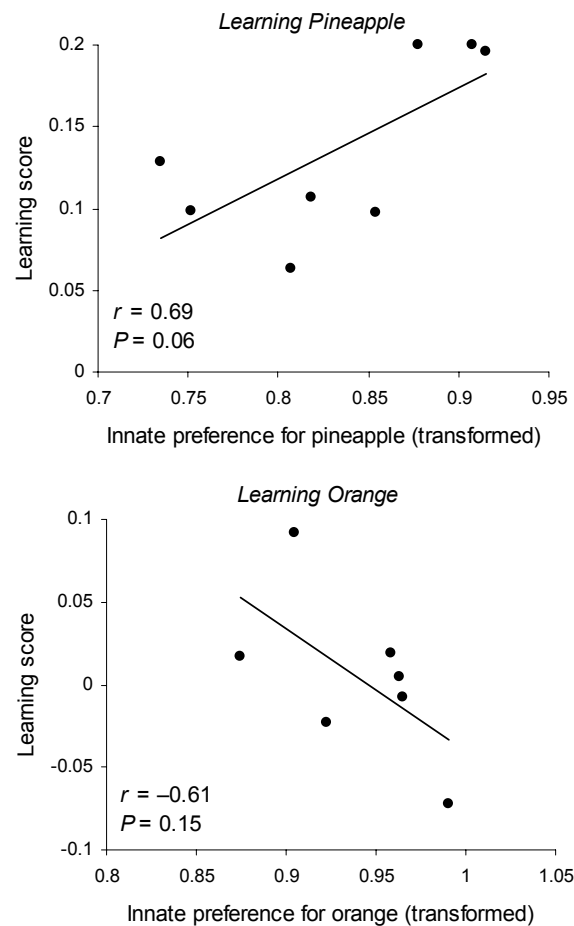 Learning Pineapple
0.2
0.15
0.1
0.05
0
Learning score
r = 0.69
P = 0.06
0.7 0.75 0.8 0.85 0.9 0.95
Innate preference for pineapple (transformed)
Learning Orange
0.1
0.05
0
-0.05
-0.1
Learning score
r = –0.61
P = 0.15
0.8 0.85 0.9 0.95 1 1.05
Innate preference for orange (transformed)